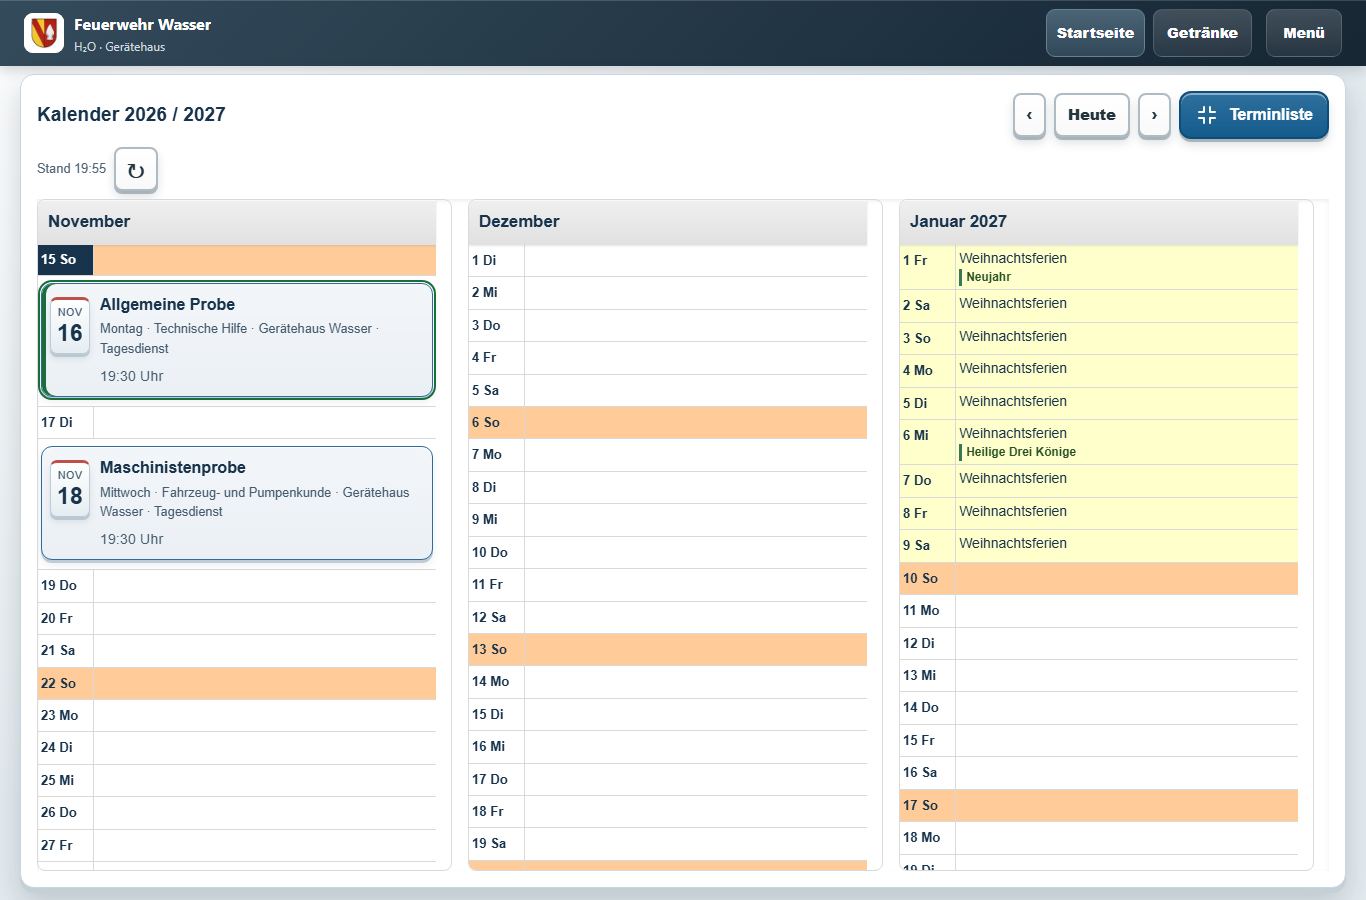 Feuerwehr Wasser
H₂O · Gerätehaus
Startseite
Getränke
Menü
Kalender 2026 / 2027
‹
Heute
›
Terminliste
Stand 19:55
↻
November
15 So
NOV
16
Allgemeine Probe
Montag · Technische Hilfe · Gerätehaus Wasser ·
Tagesdienst
19:30 Uhr
17 Di
NOV
18
Maschinistenprobe
Mittwoch · Fahrzeug- und Pumpenkunde · Gerätehaus
Wasser · Tagesdienst
19:30 Uhr
19 Do
20 Fr
21 Sa
22 So
23 Mo
24 Di
25 Mi
26 Do
27 Fr
Dezember
1 Di
2 Mi
3 Do
4 Fr
5 Sa
6 So
7 Mo
8 Di
9 Mi
10 Do
11 Fr
12 Sa
13 So
14 Mo
15 Di
16 Mi
17 Do
18 Fr
19 Sa
Januar 2027
1 Fr Weihnachtsferien
Neujahr
2 Sa Weihnachtsferien
3 So Weihnachtsferien
4 Mo Weihnachtsferien
5 Di Weihnachtsferien
6 Mi Weihnachtsferien
Heilige Drei Könige
7 Do Weihnachtsferien
8 Fr Weihnachtsferien
9 Sa Weihnachtsferien
10 So
11 Mo
12 Di
13 Mi
14 Do
15 Fr
16 Sa
17 So
18 Mo
19 Di